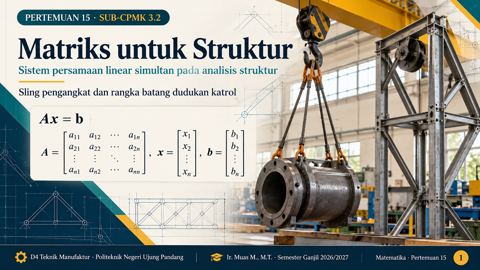 PERTEMUAN 15 · SUB-CPMK 3.2
Matriks untuk Struktur
Sistem persamaan linear simultan pada analisis struktur
Sling pengangkat dan rangka batang dudukan katrol
Ax = b
A = [a₁₁ a₁₂ ⋯ a₁ₙ; a₂₁ a₂₂ ⋯ a₂ₙ; ⋮ ⋮ ⋱ ⋮; aₙ₁ aₙ₂ ⋯ aₙₙ], x = [x₁; x₂; ⋮; xₙ], b = [b₁; b₂; ⋮; bₙ]
D4 Teknik Manufaktur - Politeknik Negeri Ujung Pandang
Ir. Muas M., M.T. - Semester Ganjil 2026/2027
Matematika - Pertemuan 15
1